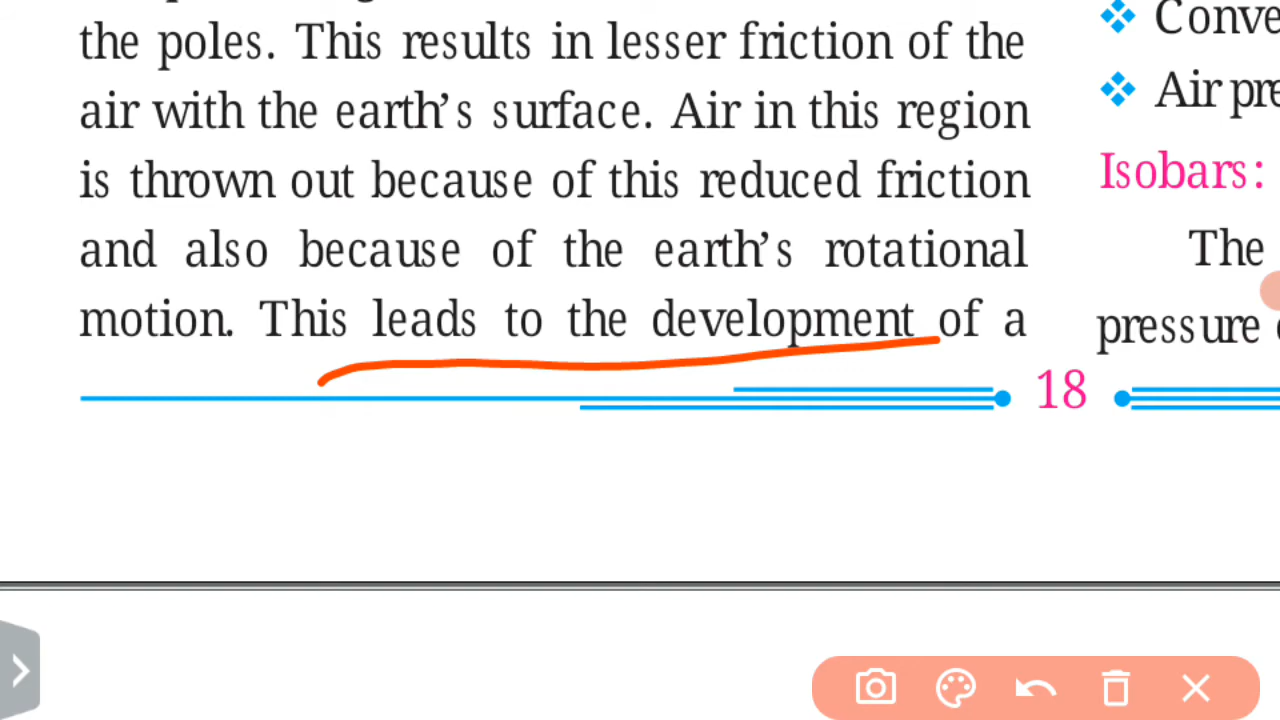 the poles. This results in lesser friction of the
air with the earth’s surface. Air in this region
is thrown out because of this reduced friction
and also because of the earth’s rotational
motion. This leads to the development of a
18
Isobars:
The
pressure